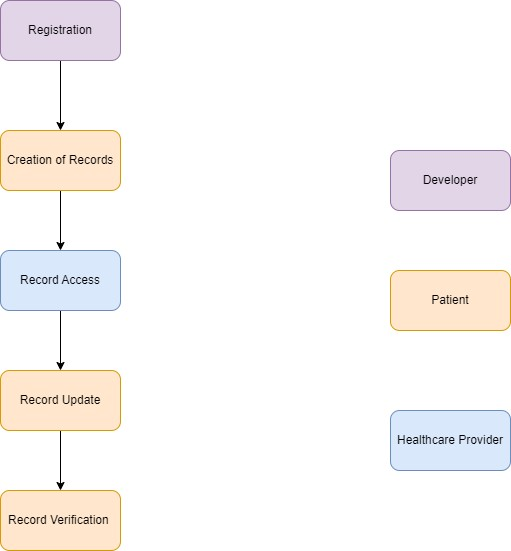 Registration
Creation of Records
Record Access
Record Update
Record Verification
Developer
Patient
Healthcare Provider